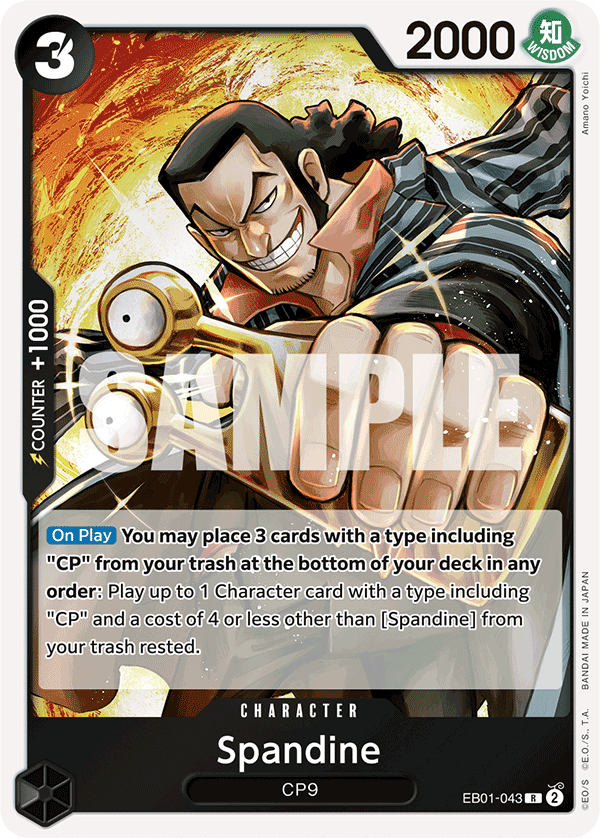 3
2000
知
WISDOM
Amano Yoichi
COUNTER +1000
SAMPLE
On Play You may place 3 cards with a type including
"CP" from your trash at the bottom of your deck in any
order: Play up to 1 Character card with a type including
"CP" and a cost of 4 or less other than [Spandine] from
your trash rested.
CHARACTER
Spandine
CP9
EB01-043 R 2
©EO/S ©E.O./S., T.A. BANDAI MADE IN JAPAN